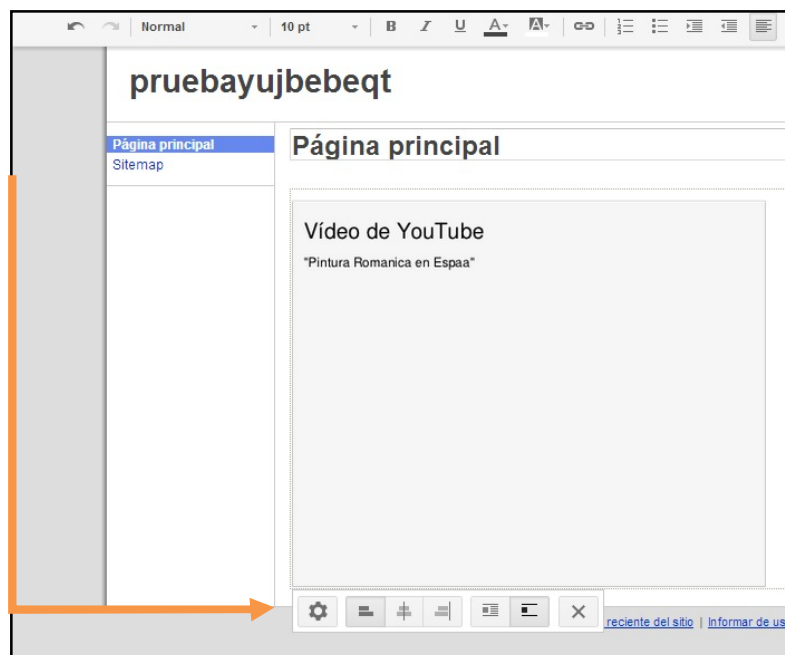 Normal 10 pt B I U A A
pruebayujbebeqt
Página principal
Sitemap
Página principal
Vídeo de YouTube
"Pintura Romanica en Espaa"
reciente del sitio | Informar de us